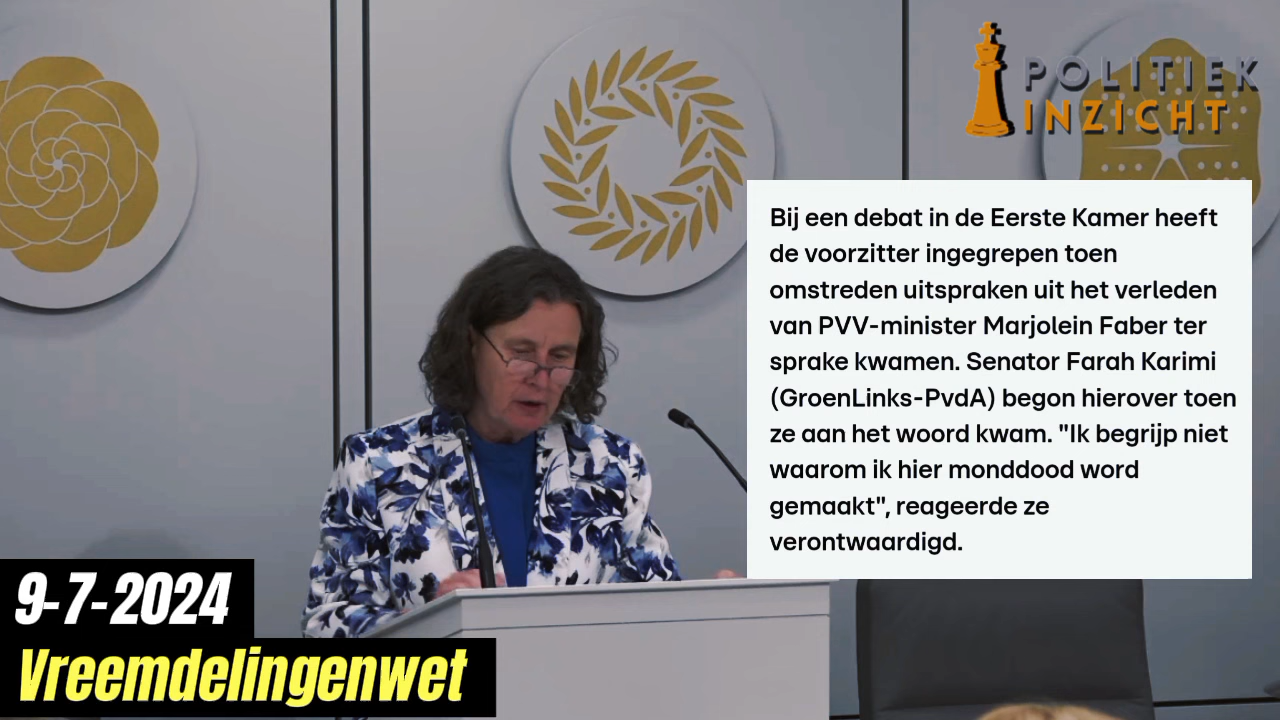 POLITIEK
INZICHT
Bij een debat in de Eerste Kamer heeft
de voorzitter ingegrepen toen
omstreden uitspraken uit het verleden
van PVV-minister Marjolein Faber ter
sprake kwamen. Senator Farah Karimi
(GroenLinks-PvdA) begon hierover toen
ze aan het woord kwam. "Ik begrijp niet
waarom ik hier monddood word
gemaakt", reageerde ze
verontwaardigd.
9-7-2024
Vreemdelingenwet